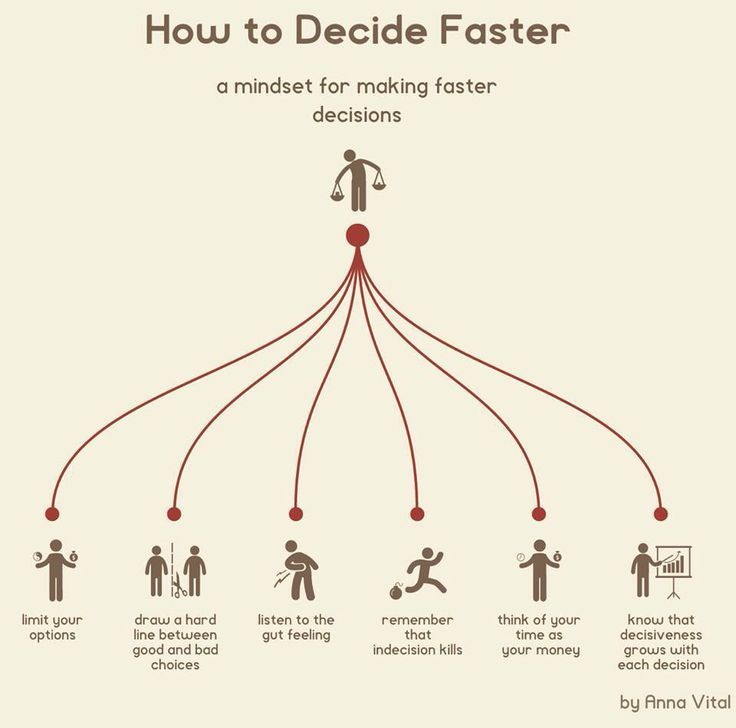 How to Decide Faster
a mindset for making faster
decisions
limit your
options
draw a hard
line between
good and bad
choices
listen to the
gut feeling
remember
that
indecision kills
think of your
time as
your money
know that
decisiveness
grows with
each decision
by Anna Vital